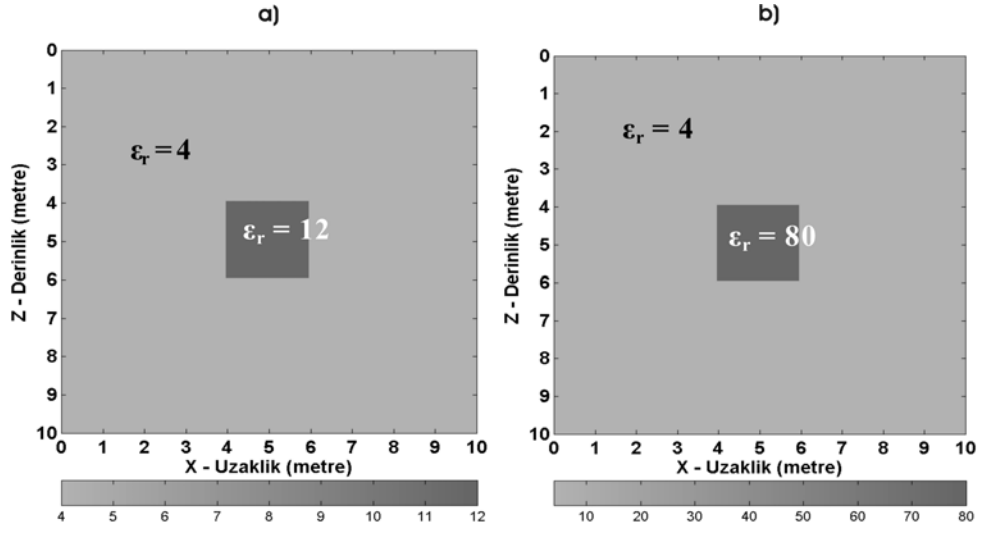 a)
0
1
2
3
4
5
6
7
8
9
10
Z - Derinlik (metre)
εr = 4
εr = 12
0 1 2 3 4 5 6 7 8 9 10
X - Uzaklik (metre)
4 5 6 7 8 9 10 11 12
b)
0
1
2
3
4
5
6
7
8
9
10
Z - Derinlik (metre)
εr = 4
εr = 80
0 1 2 3 4 5 6 7 8 9 10
X - Uzaklik (metre)
10 20 30 40 50 60 70 80